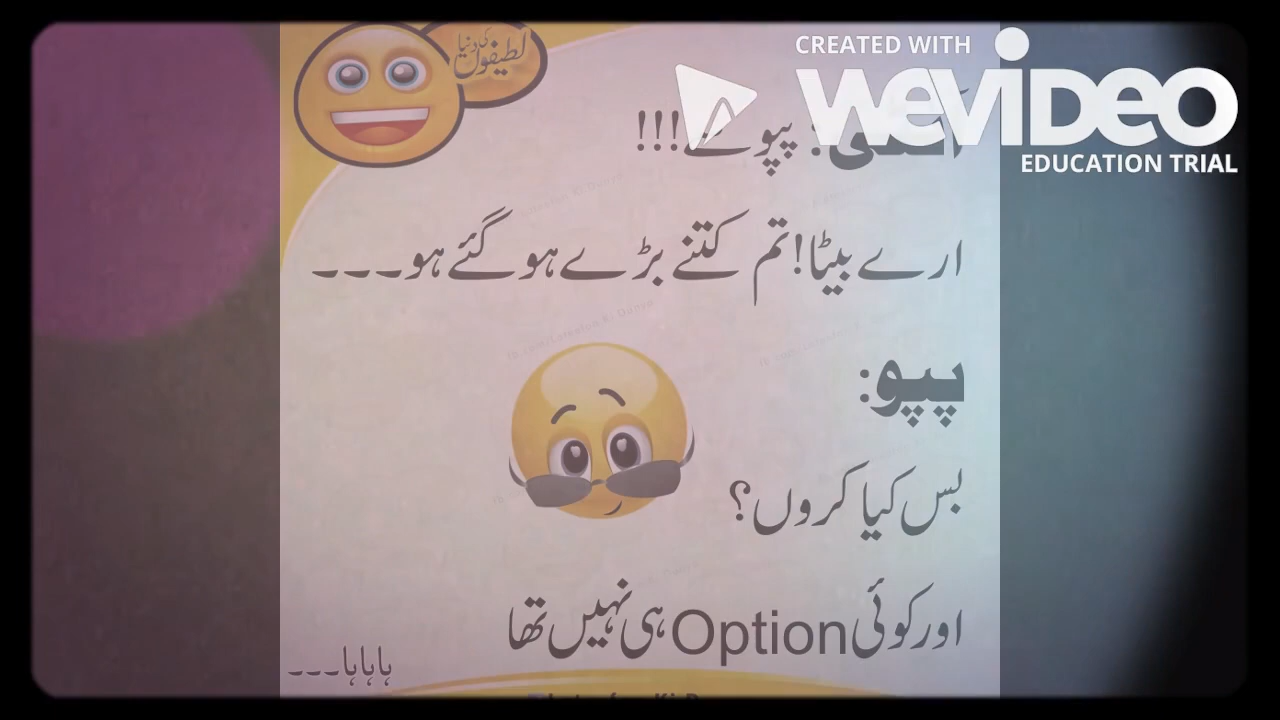 لطیفوں کی دنیا
CREATED WITH
WEVIDEO
EDUCATION TRIAL
: پپو !!!
ارے بیٹا! تم کتنے بڑے ہو گئے ہو۔۔۔
پپو:
بس کیا کروں؟
اور کوئی Option ہی نہیں تھا
ہاہاہا۔۔۔